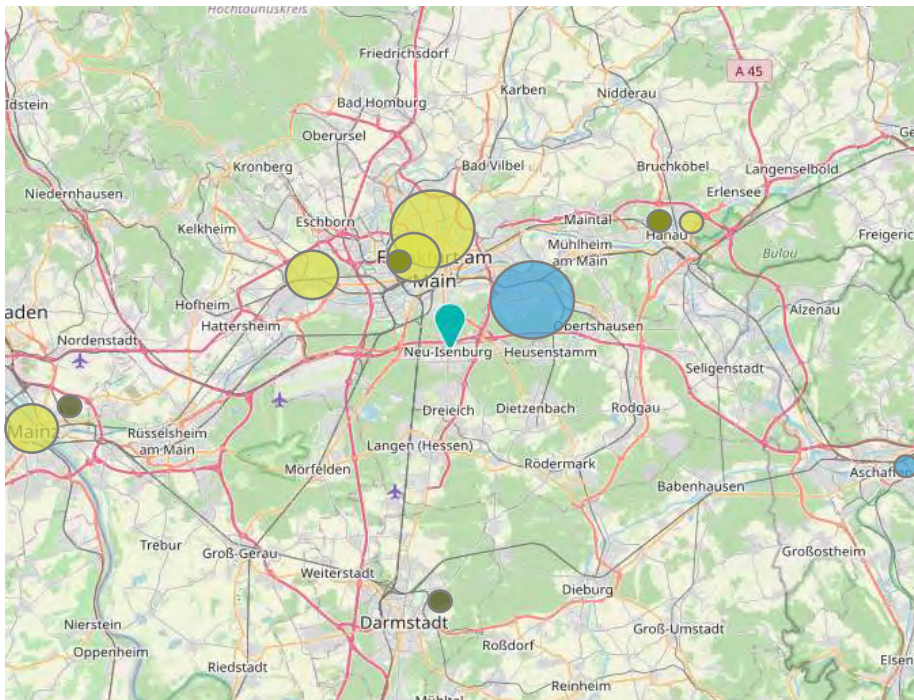 Hochtaunuskreis
Friedrichsdorf
A 45
Karben
Idstein
Nidderau
Bad Homburg
Oberursel
Bad Vilbel
Bruchköbel
Langenselbold
Kronberg
Niedernhausen
Erlensee
Eschborn
Maintal
Kelkheim
Hanau
Freigeric
Mühlheim
am Main
Bulau
Frankfurt am
Main
Hofheim
Alzenau
aden
Hattersheim
Obertshausen
Nordenstadt
Neu-Isenburg
Heusenstamm
Seligenstadt
Dreieich
Dietzenbach
Rodgau
Mainz
Rüsselsheim
am Main
Langen (Hessen)
Mörfelden
Rödermark
Aschaffen
Babenhausen
Trebur
Groß-Gerau
Großostheim
Weiterstadt
Dieburg
Nierstein
Darmstadt
Groß-Umstadt
Roßdorf
Oppenheim
Riedstadt
Elsen
Reinheim
Mühltal